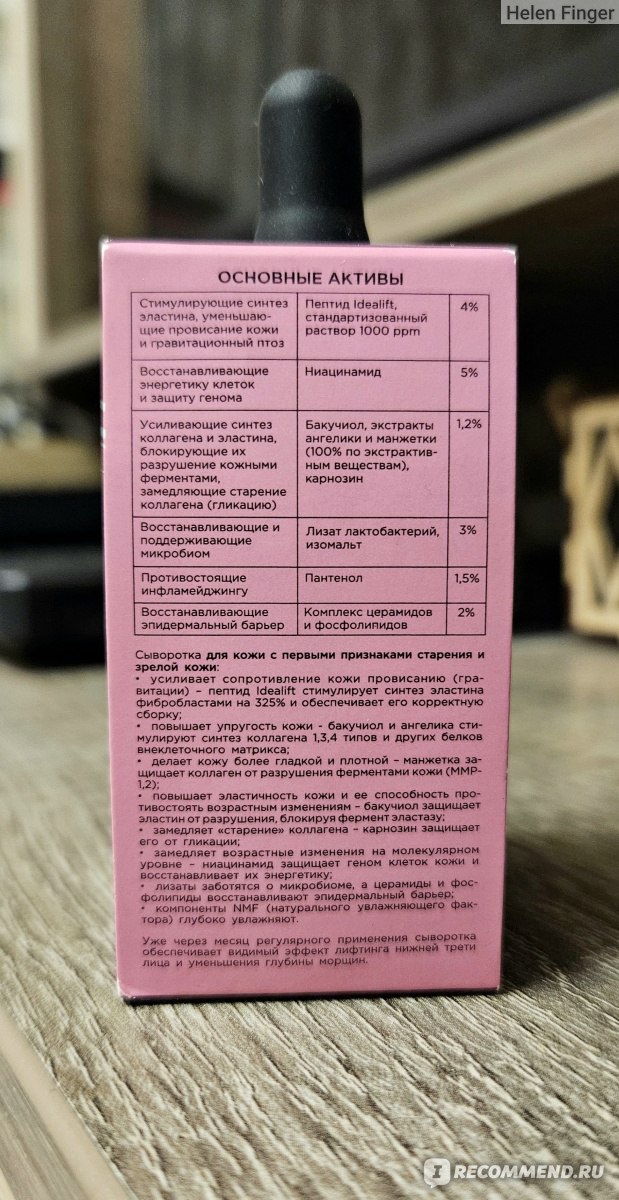 Helen Finger
ОСНОВНЫЕ АКТИВЫ
Стимулирующие синтез
эластина, уменьшаю-
щие провисание кожи
и гравитационный птоз
Пептид Idealift,
стандартизованный
раствор 1000 ppm
4%
Восстанавливающие
энергетику клеток
и защиту генома
Ниацинамид
5%
Усиливающие синтез
коллагена и эластина,
блокирующие их
разрушение кожными
ферментами,
замедляющие старение
коллагена (гликацию)
Бакучиол, экстракты
ангелики и манжетки
(100% по экстрактив-
ным веществам),
карнозин
1,2%
Восстанавливающие и
поддерживающие
микробиом
Лизат лактобактерий,
изомальт
3%
Противостоящие
инфламейджингу
Пантенол
1,5%
Восстанавливающие
эпидермальный барьер
Комплекс церамидов
и фосфолипидов
2%
Сыворотка для кожи с первыми признаками старения и
зрелой кожи:
• усиливает сопротивление кожи провисанию (гра-
витации) – пептид Idealift стимулирует синтез эластина
фибробластами на 325% и обеспечивает его корректную
сборку;
• повышает упругость кожи - бакучиол и ангелика сти-
мулируют синтез коллагена 1,3,4 типов и других белков
внеклеточного матрикса;
• делает кожу более гладкой и плотной – манжетка за-
щищает коллаген от разрушения ферментами кожи (ММР-
1,2);
• повышает эластичность кожи и ее способность про-
тивостоять возрастным изменениям – бакучиол защищает
эластин от разрушения, блокируя фермент эластазу;
• замедляет «старение» коллагена – карнозин защищает
его от гликации;
• замедляет возрастные изменения на молекулярном
уровне – ниацинамид защищает геном клеток кожи и
восстанавливает их энергетику;
• лизаты заботятся о микробиоме, а церамиды и фос-
фолипиды восстанавливают эпидермальный барьер;
• компоненты NMF (натурального увлажняющего фак-
тора) глубоко увлажняют.
Уже через месяц регулярного применения сыворотка
обеспечивает видимый эффект лифтинга нижней трети
лица и уменьшения глубины морщин.
IRECOMMEND.RU